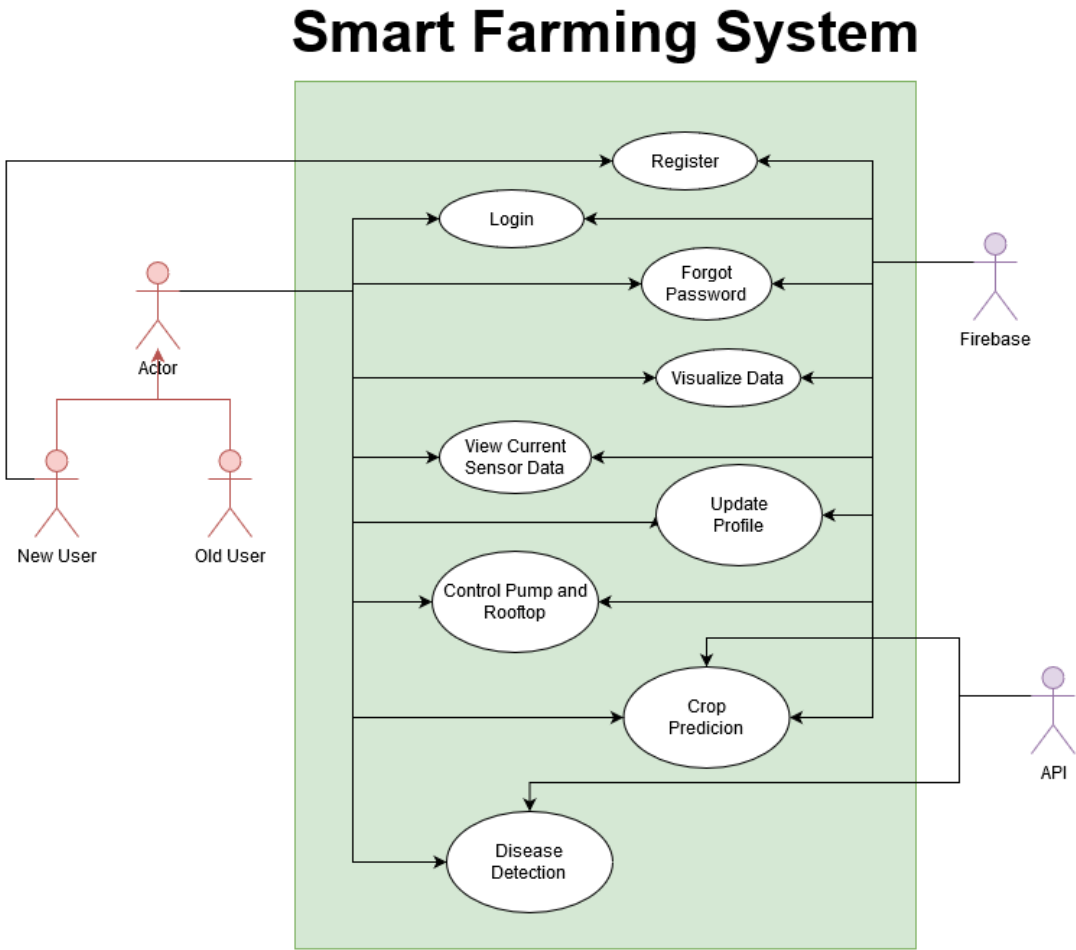 Smart Farming System
Register
Login
Forgot
Password
Visualize Data
View Current
Sensor Data
Update
Profile
Control Pump and
Rooftop
Crop
Predicion
Disease
Detection
Actor
New User
Old User
Firebase
API